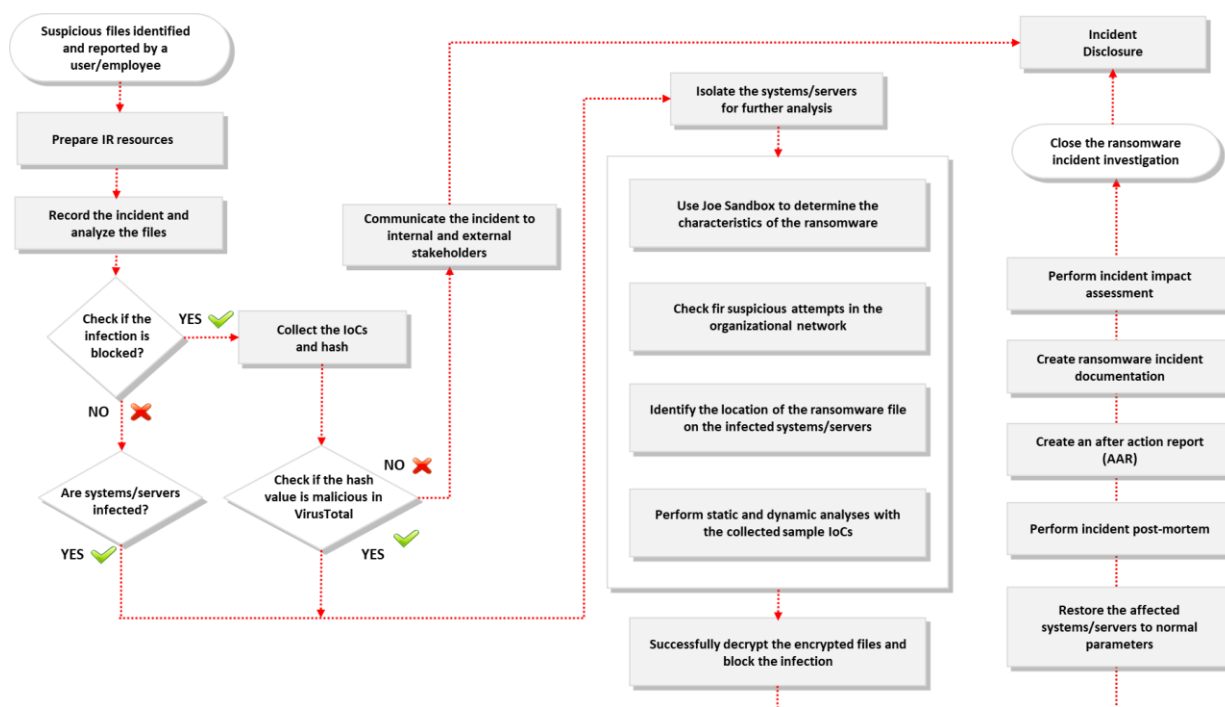 Suspicious files identified
and reported by a
user/employee
Prepare IR resources
Record the incident and
analyze the files
Check if the
infection is
blocked?
YES
NO
Are systems/servers
infected?
YES
Collect the IoCs
and hash
Check if the hash
value is malicious in
VirusTotal
NO
YES
Communicate the incident to
internal and external
stakeholders
Isolate the systems/servers
for further analysis
Use Joe Sandbox to determine the
characteristics of the ransomware
Check fir suspicious attempts in the
organizational network
Identify the location of the ransomware file
on the infected systems/servers
Perform static and dynamic analyses with
the collected sample IoCs
Successfully decrypt the encrypted files and
block the infection
Incident
Disclosure
Close the ransomware
incident investigation
Perform incident impact
assessment
Create ransomware incident
documentation
Create an after action report
(AAR)
Perform incident post-mortem
Restore the affected
systems/servers to normal
parameters